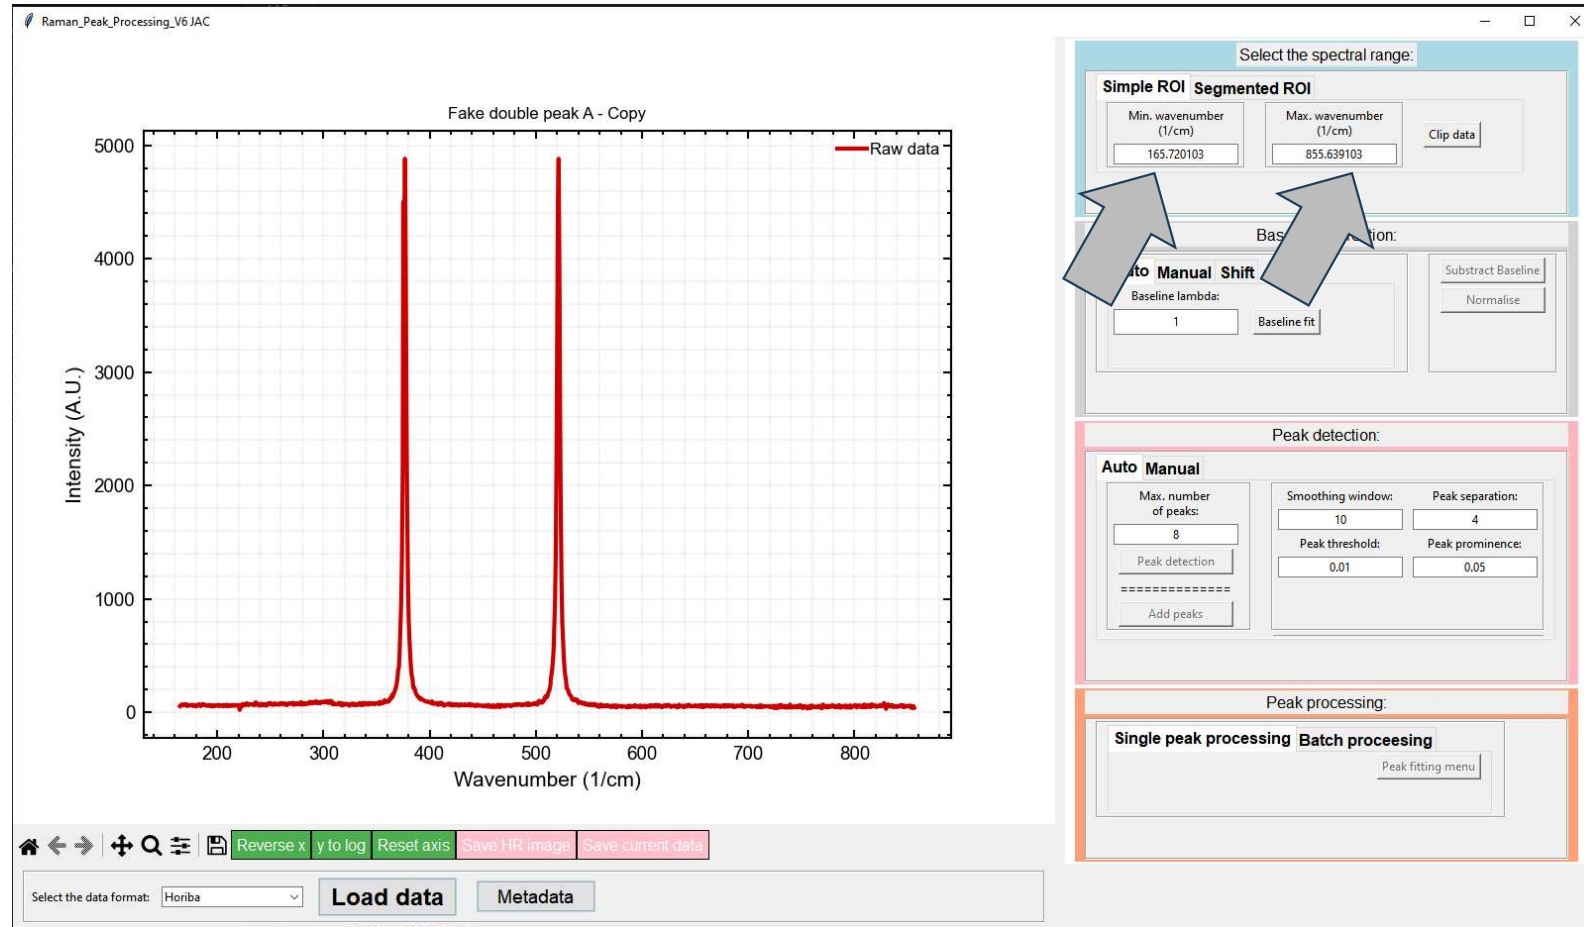 Raman_Peak_Processing_V6 JAC
Fake double peak A - Copy
Raw data
5000
4000
3000
2000
1000
0
Intensity (A.U.)
200 300 400 500 600 700 800
Wavenumber (1/cm)
Reverse x y to log Reset axis Save HR image Save current data
Select the data format: Horiba Load data Metadata
Select the spectral range:
Simple ROI Segmented ROI
Min. wavenumber
(1/cm)
165.720103
Max. wavenumber
(1/cm)
855.639103
Clip data
Manual Shift
Baseline lambda:
1
Baseline fit
Substract Baseline
Normalise
Peak detection:
Auto Manual
Max. number
of peaks:
8
Peak detection
==============
Add peaks
Smoothing window: Peak separation:
10 4
Peak threshold: Peak prominence:
0.01 0.05
Peak processing:
Single peak processing Batch proceesing
Peak fitting menu